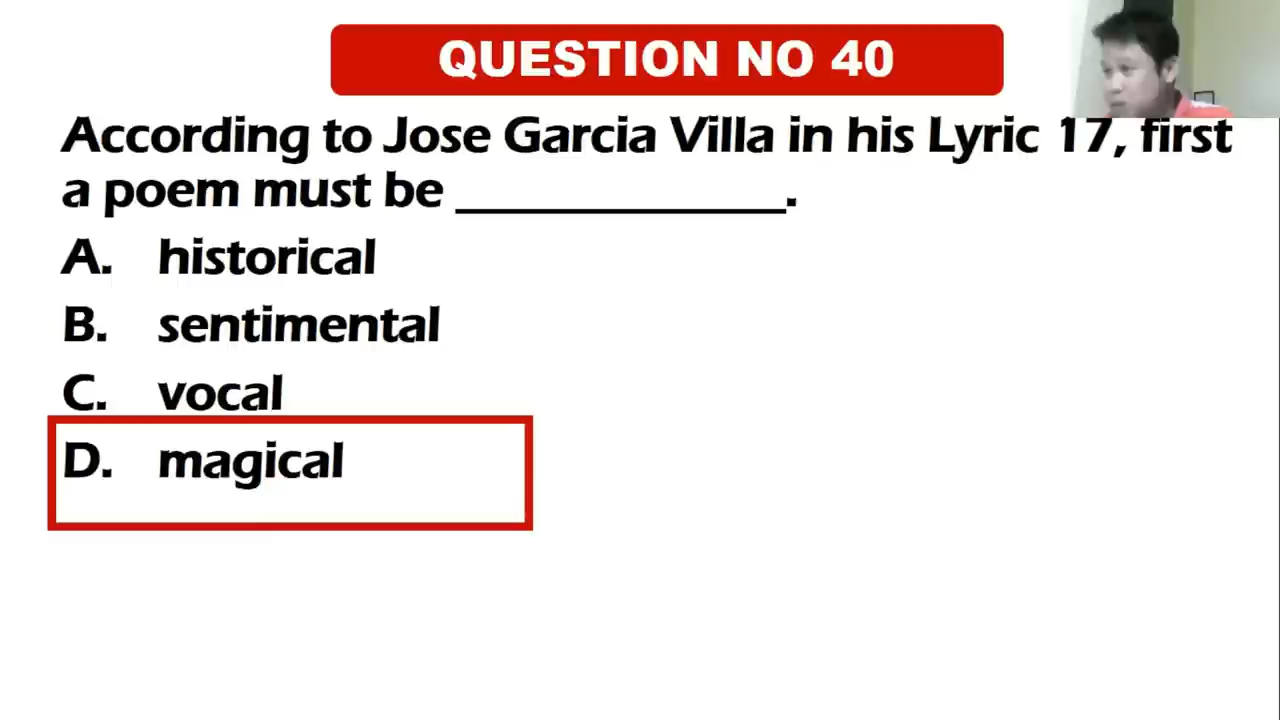 QUESTION NO 40
According to Jose Garcia Villa in his Lyric 17, first
a poem must be ______________.
A. historical
B. sentimental
C. vocal
D. magical